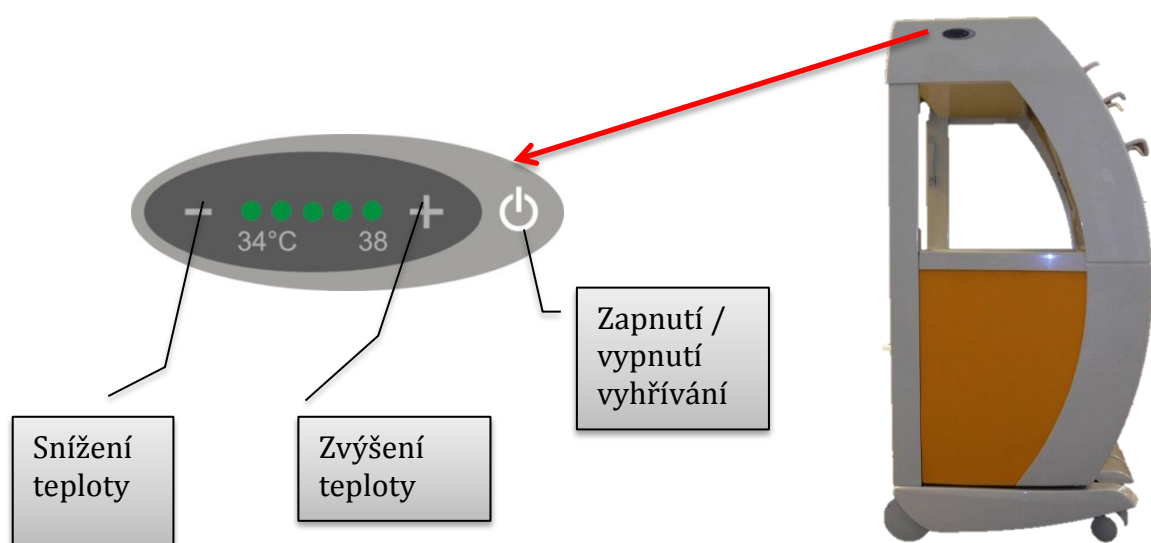 - +
34°C 38
Zapnutí /
vypnutí
vyhřívání
Snížení
teploty
Zvýšení
teploty